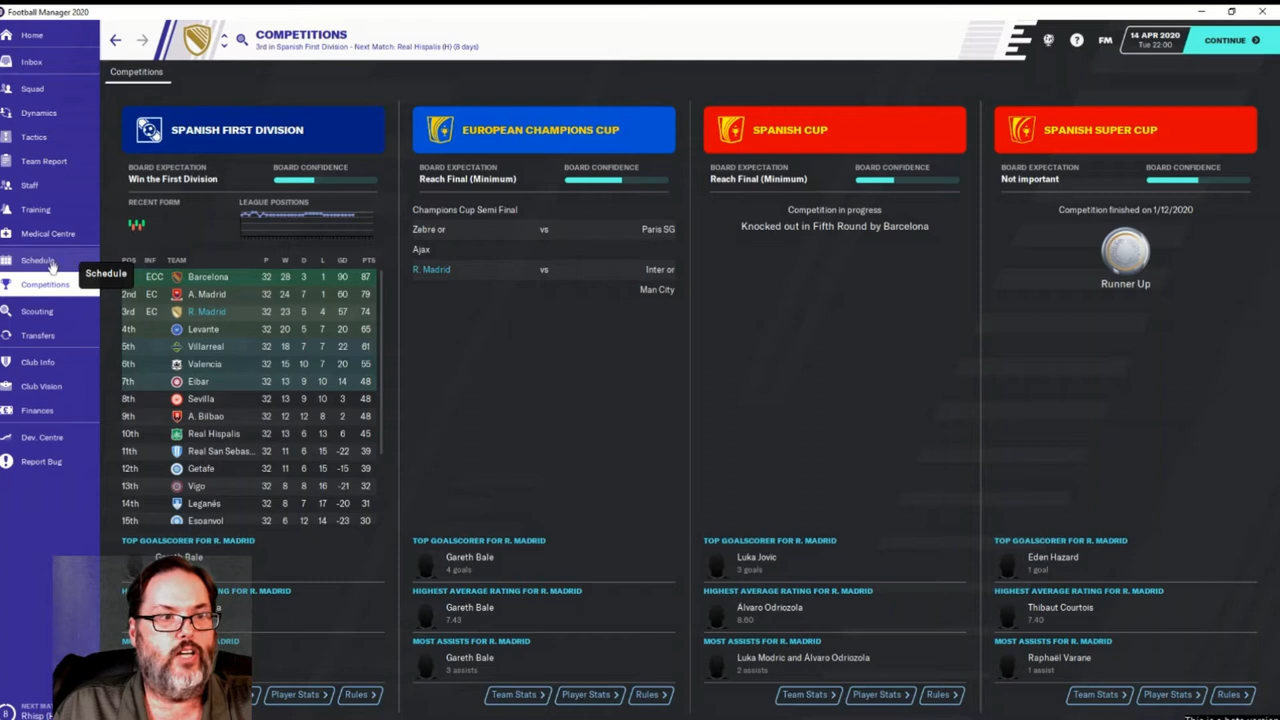 Football Manager 2020
Home
Inbox
Squad
Dynamics
Tactics
Team Report
Staff
Training
Medical Centre
Schedule
Competitions
Scouting
Transfers
Club Info
Club Vision
Finances
Dev. Centre
Report Bug
8
NEXT MA
Rhisp (H
Schedule
COMPETITIONS
3rd in Spanish First Division - Next Match: Real Hispalis (H) (8 days)
? FM
14 APR 2020
Tue 22:00
CONTINUE
Competitions
SPANISH FIRST DIVISION
BOARD EXPECTATION BOARD CONFIDENCE
Win the First Division
RECENT FORM LEAGUE POSITIONS
POS INF TEAM P W D L GD PTS
ECC Barcelona 32 28 3 1 90 87
2nd EC A. Madrid 32 24 7 1 60 79
3rd EC R. Madrid 32 23 5 4 57 74
4th Levante 32 20 5 7 20 65
5th Villarreal 32 18 7 7 22 61
6th Valencia 32 15 10 7 20 55
7th Eibar 32 13 9 10 14 48
8th Sevilla 32 13 9 10 3 48
9th A. Bilbao 32 12 12 8 2 48
10th Real Hispalis 32 13 6 13 6 45
11th Real San Sebas... 32 11 6 15 -22 39
12th Getafe 32 11 6 15 -15 39
13th Vigo 32 8 8 16 -21 32
14th Leganés 32 8 7 17 -20 31
15th Espanyol 32 6 12 14 -23 30
TOP GOALSCORER FOR R. MADRID
Gareth Bale
NG FOR R. MADRID
MADRID
Player Stats Rules
EUROPEAN CHAMPIONS CUP
BOARD EXPECTATION BOARD CONFIDENCE
Reach Final (Minimum)
Champions Cup Semi Final
Zebre or vs Paris SG
Ajax
R. Madrid vs Inter or
Man City
TOP GOALSCORER FOR R. MADRID
Gareth Bale
4 goals
HIGHEST AVERAGE RATING FOR R. MADRID
Gareth Bale
7.43
MOST ASSISTS FOR R. MADRID
Gareth Bale
3 assists
Team Stats Player Stats Rules
SPANISH CUP
BOARD EXPECTATION BOARD CONFIDENCE
Reach Final (Minimum)
Competition in progress
Knocked out in Fifth Round by Barcelona
TOP GOALSCORER FOR R. MADRID
Luka Jovic
3 goals
HIGHEST AVERAGE RATING FOR R. MADRID
Álvaro Odriozola
8.60
MOST ASSISTS FOR R. MADRID
Luka Modric and Álvaro Odriozola
2 assists
Team Stats Player Stats Rules
SPANISH SUPER CUP
BOARD EXPECTATION BOARD CONFIDENCE
Not important
Competition finished on 1/12/2020
Runner Up
TOP GOALSCORER FOR R. MADRID
Eden Hazard
1 goal
HIGHEST AVERAGE RATING FOR R. MADRID
Thibaut Courtois
7.40
MOST ASSISTS FOR R. MADRID
Raphaël Varane
1 assist
Team Stats Player Stats Rules